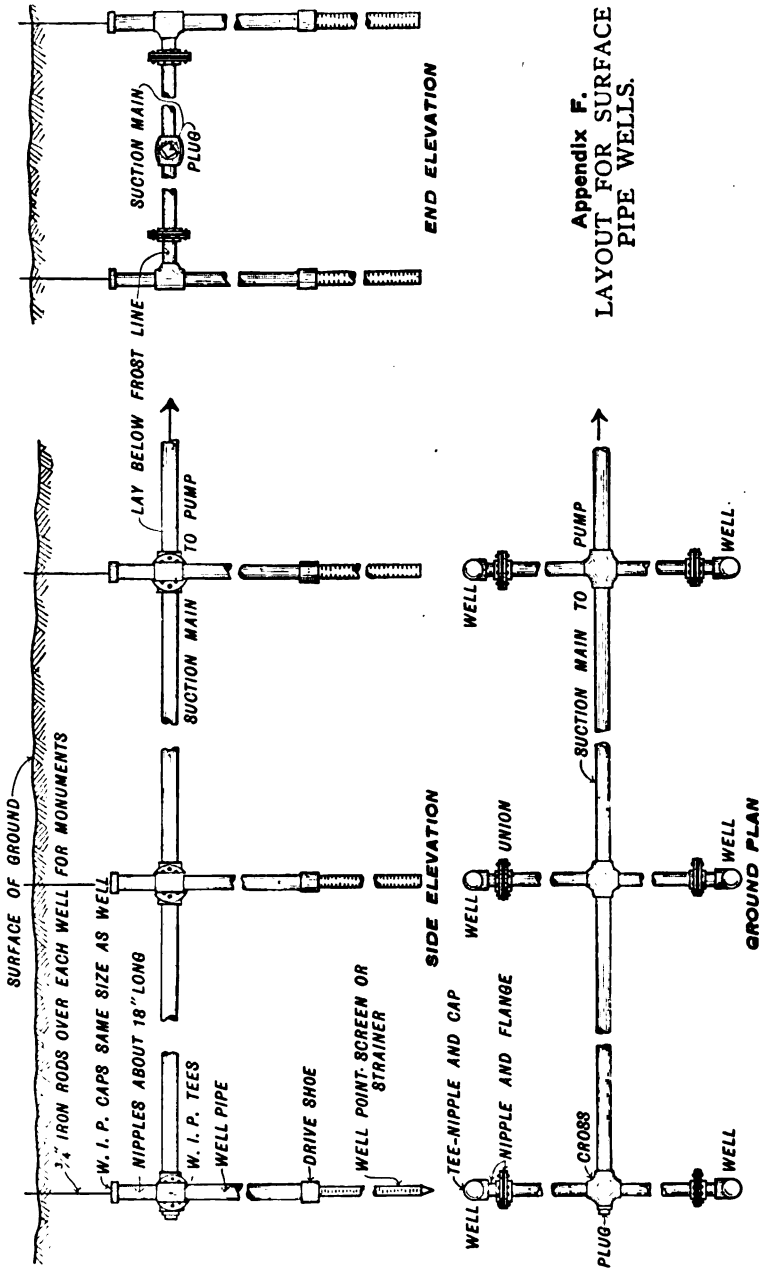 SURFACE OF GROUND
¾" IRON RODS OVER EACH WELL FOR MONUMENTS
W. I. P. CAPS SAME SIZE AS WELL
NIPPLES ABOUT 18" LONG
W. I. P. TEES
WELL PIPE
DRIVE SHOE
WELL POINT-SCREEN OR
STRAINER
LAY BELOW FROST LINE
SUCTION MAIN TO PUMP
SIDE ELEVATION
SUCTION MAIN
PLUG
END ELEVATION
WELL
TEE-NIPPLE AND CAP
NIPPLE AND FLANGE
CROSS
PLUG
WELL
WELL
UNION
WELL
SUCTION MAIN TO PUMP
WELL
WELL
GROUND PLAN
Appendix F.
LAYOUT FOR SURFACE
PIPE WELLS.